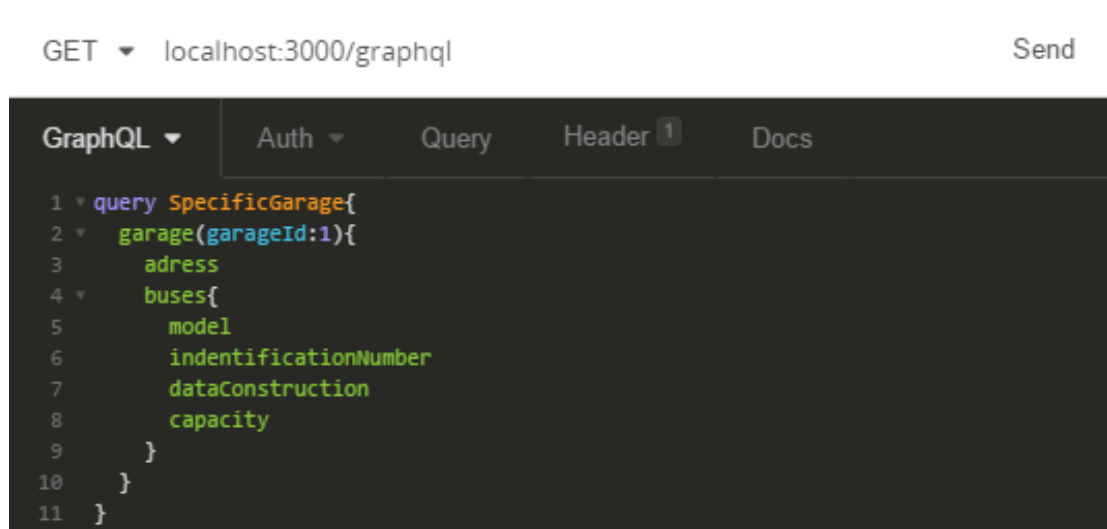 GET localhost:3000/graphql Send
GraphQL Auth Query Header 1 Docs
1 query SpecificGarage{
2 garage(garageId:1){
3 adress
4 buses{
5 model
6 indentificationNumber
7 dataConstruction
8 capacity
9 }
10 }
11 }